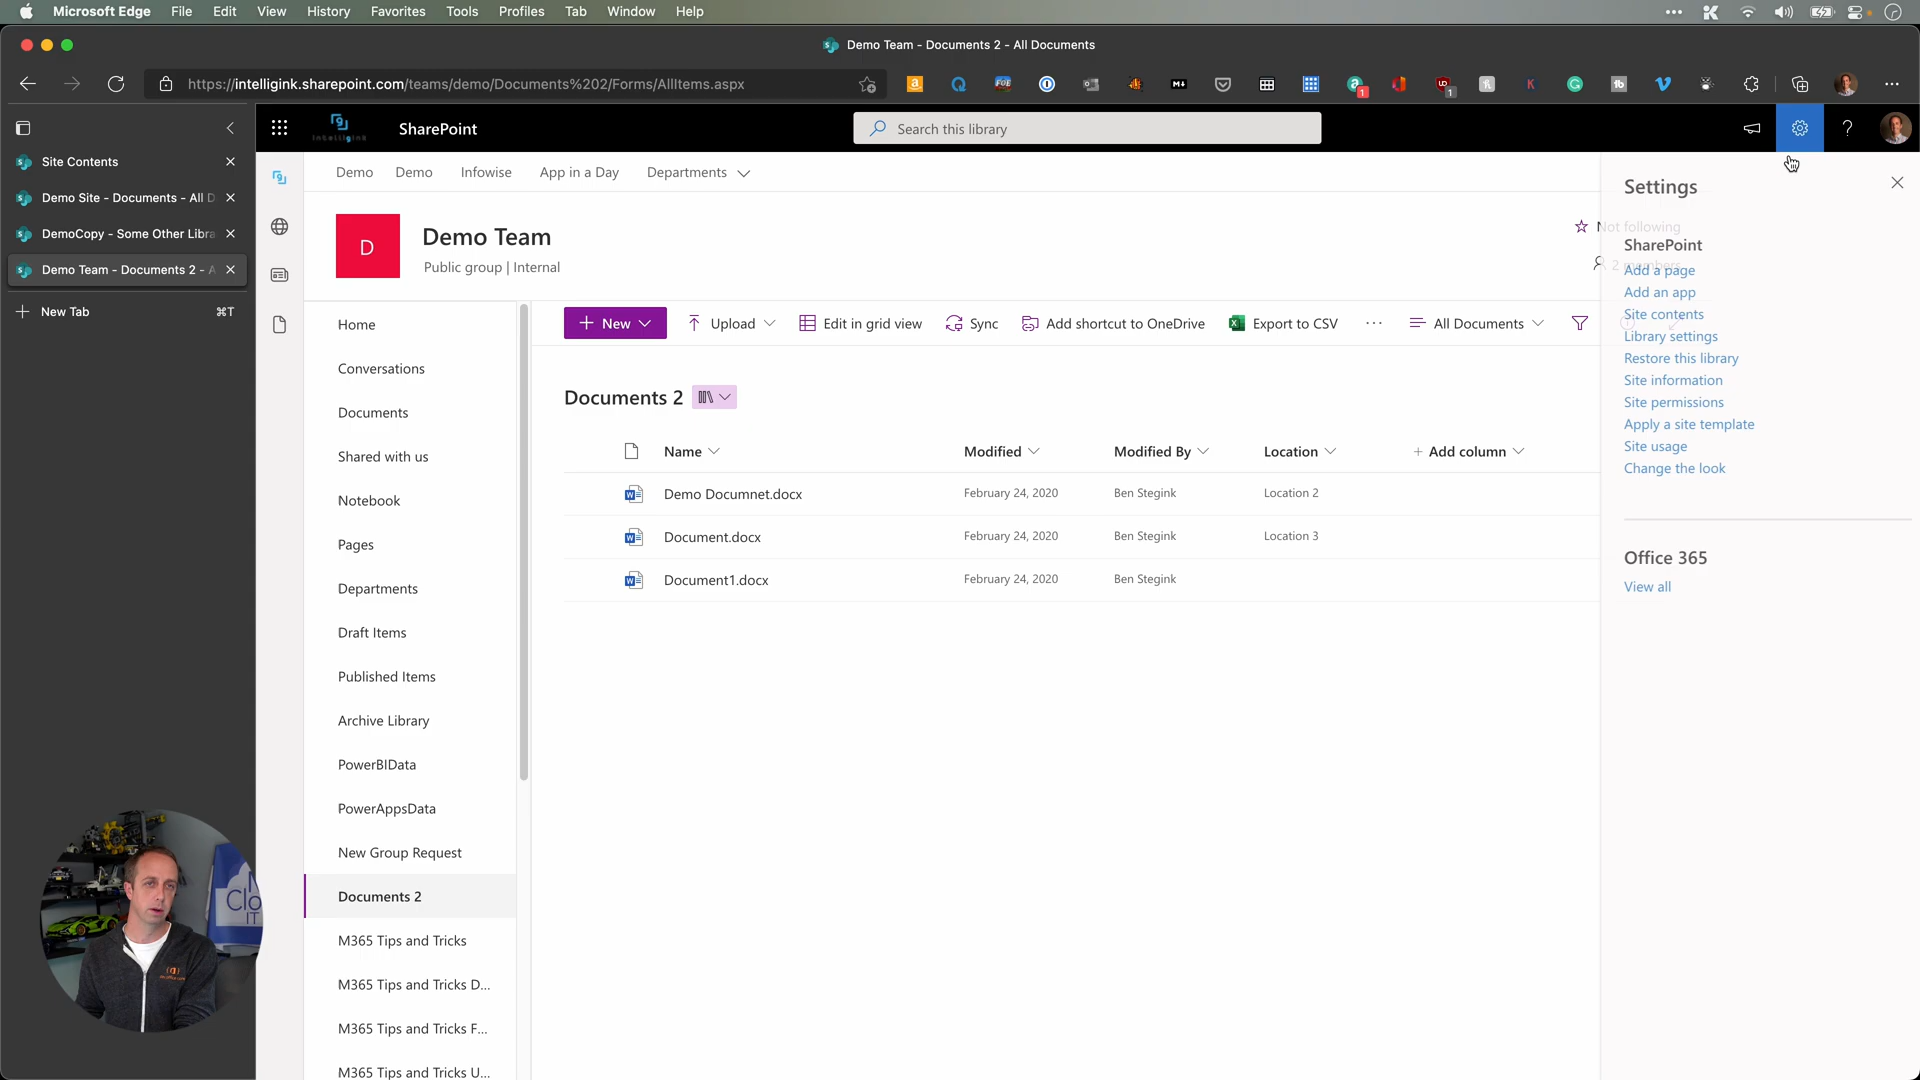 Microsoft Edge File Edit View History Favorites Tools Profiles Tab Window Help
Demo Team - Documents 2 - All Documents
https://intelligink.sharepoint.com/teams/demo/Documents%202/Forms/AllItems.aspx
SharePoint
Search this library
Site Contents
Demo Site - Documents - All D
DemoCopy - Some Other Libra
Demo Team - Documents 2 - A
New Tab ⌘T
Demo Demo Infowise App in a Day Departments
D
Demo Team
Public group | Internal
Not following
2 members
Home
Conversations
Documents
Shared with us
Notebook
Pages
Departments
Draft Items
Published Items
Archive Library
PowerBIData
PowerAppsData
New Group Request
Documents 2
M365 Tips and Tricks
M365 Tips and Tricks D...
M365 Tips and Tricks F...
M365 Tips and Tricks U...
+ New Upload Edit in grid view Sync Add shortcut to OneDrive Export to CSV ... All Documents
Documents 2
Name Modified Modified By Location + Add column
Demo Documnet.docx February 24, 2020 Ben Stegink Location 2
Document.docx February 24, 2020 Ben Stegink Location 3
Document1.docx February 24, 2020 Ben Stegink
Settings
SharePoint
Add a page
Add an app
Site contents
Library settings
Restore this library
Site information
Site permissions
Apply a site template
Site usage
Change the look
Office 365
View all